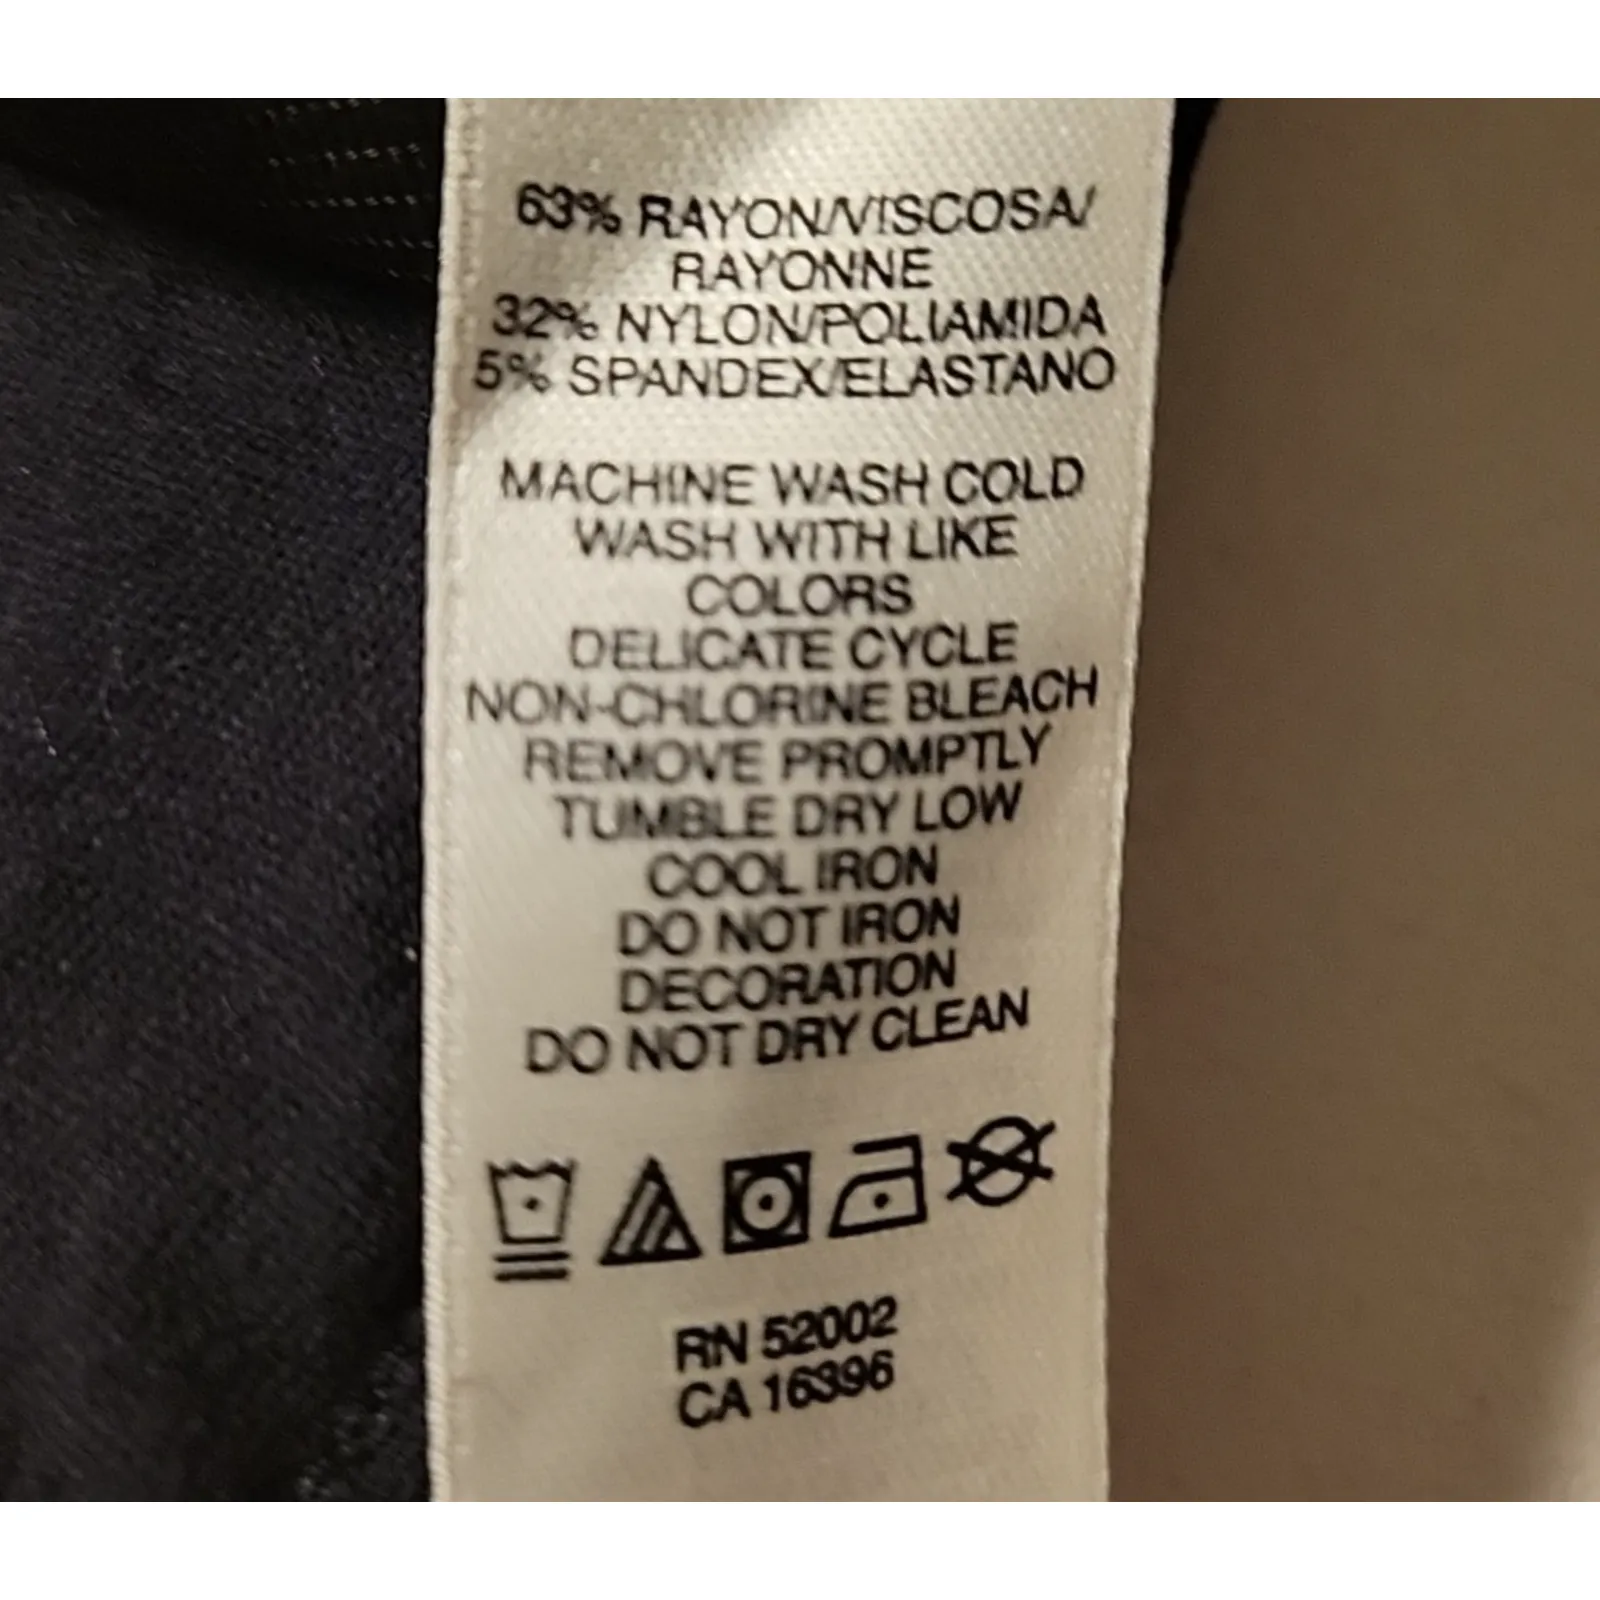 63% RAYON/VISCOSA/
RAYONNE
32% NYLON/POLIAMIDA
5% SPANDEX/ELASTANO
MACHINE WASH COLD
WASH WITH LIKE
COLORS
DELICATE CYCLE
NON-CHLORINE BLEACH
REMOVE PROMPTLY
TUMBLE DRY LOW
COOL IRON
DO NOT IRON
DECORATION
DO NOT DRY CLEAN
RN 52002
CA 16396